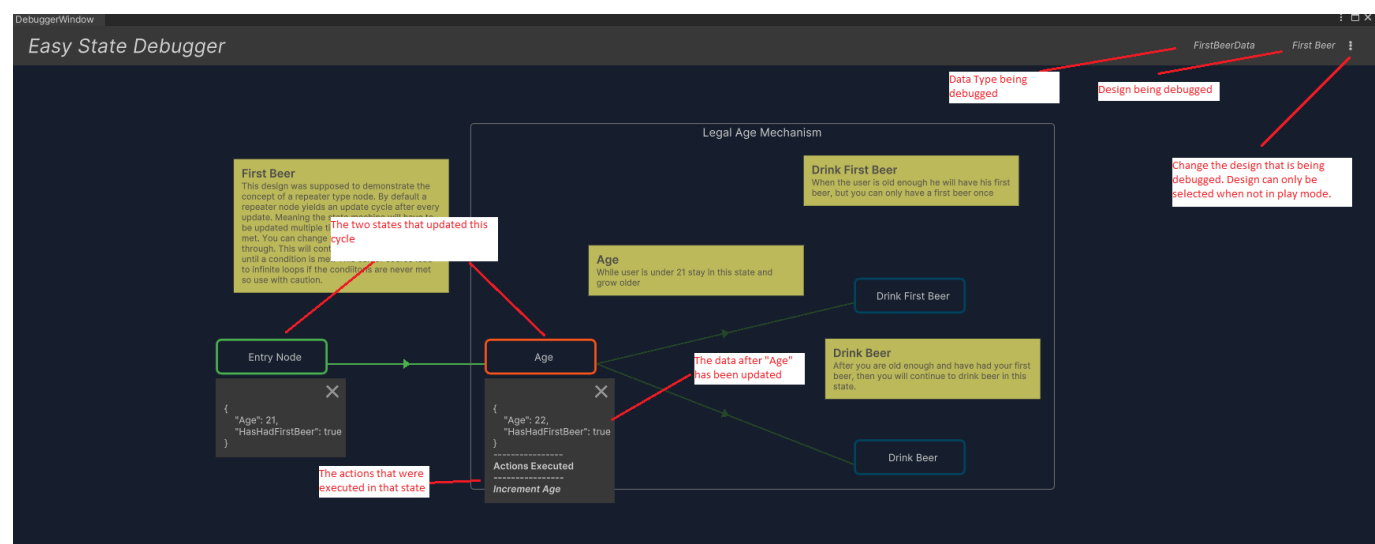 DebuggerWindow
Easy State Debugger
FirstBeerData
First Beer
Data Type being
debugged
Design being debugged
Change the design that is being
debugged. Design can only be
selected when not in play mode.
Legal Age Mechanism
First Beer
This design was supposed to demonstrate the
concept of a repeater type node. By default a
repeater node yields an update cycle after every
update. Meaning the state machine will have to
be updated multiple
met. You can change
through. This will
until a condition is
to infinite loops if the condiitons are never met
so use with caution.
The two states that updated this
cycle
Drink First Beer
When the user is old enough he will have his first
beer, but you can only have a first beer once
Age
While user is under 21 stay in this state and
grow older
Drink First Beer
Entry Node
Age
The data after "Age"
has been updated
Drink Beer
After you are old enough and have had your first
beer, then you will continue to drink beer in this
state.
{
"Age": 21,
"HasHadFirstBeer": true
}
{
"Age": 22,
"HasHadFirstBeer": true
}
----------------
Actions Executed
----------------
Increment Age
The actions that were
executed in that state
Drink Beer